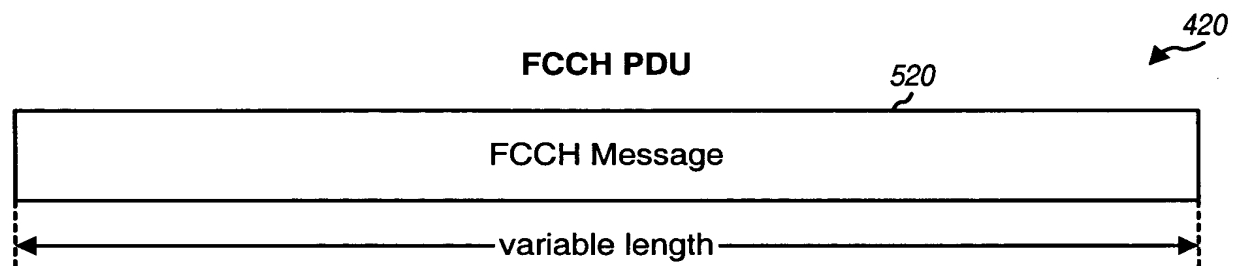 420
FCCH PDU
520
FCCH Message
variable length